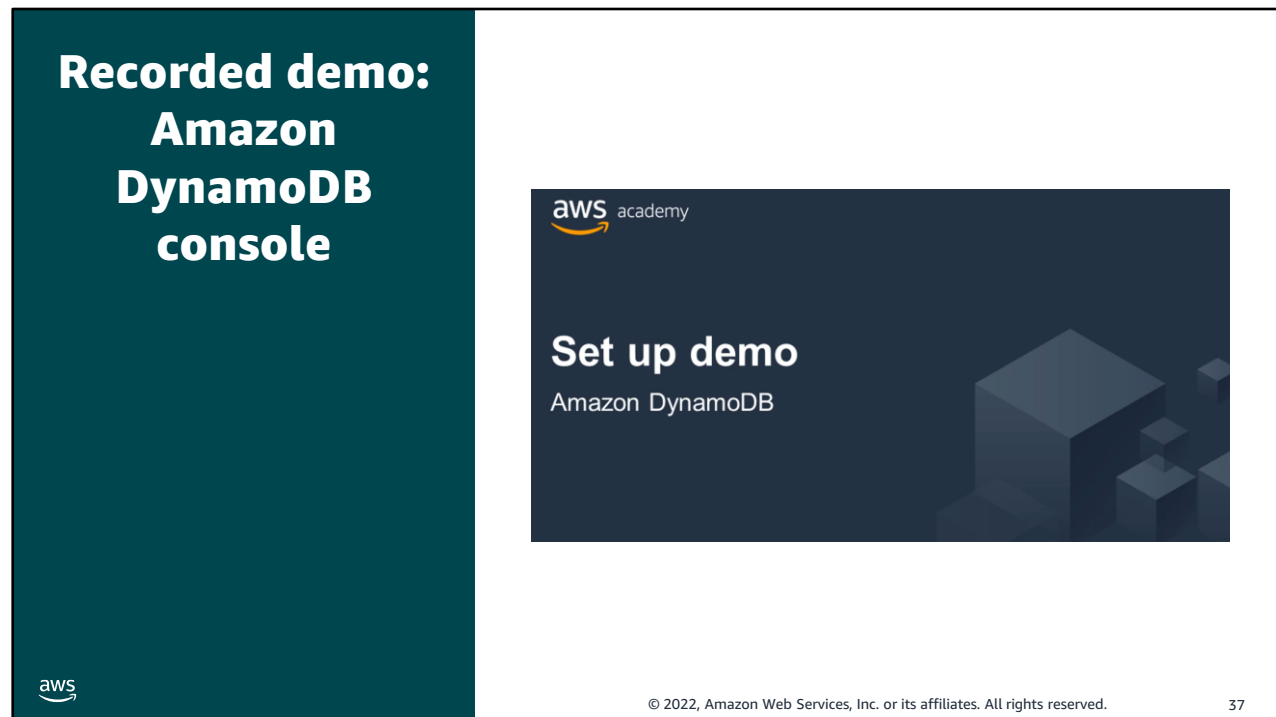 Recorded demo:
Amazon
DynamoDB
console
aws academy
Set up demo
Amazon DynamoDB
aws
© 2022, Amazon Web Services, Inc. or its affiliates. All rights reserved.
37